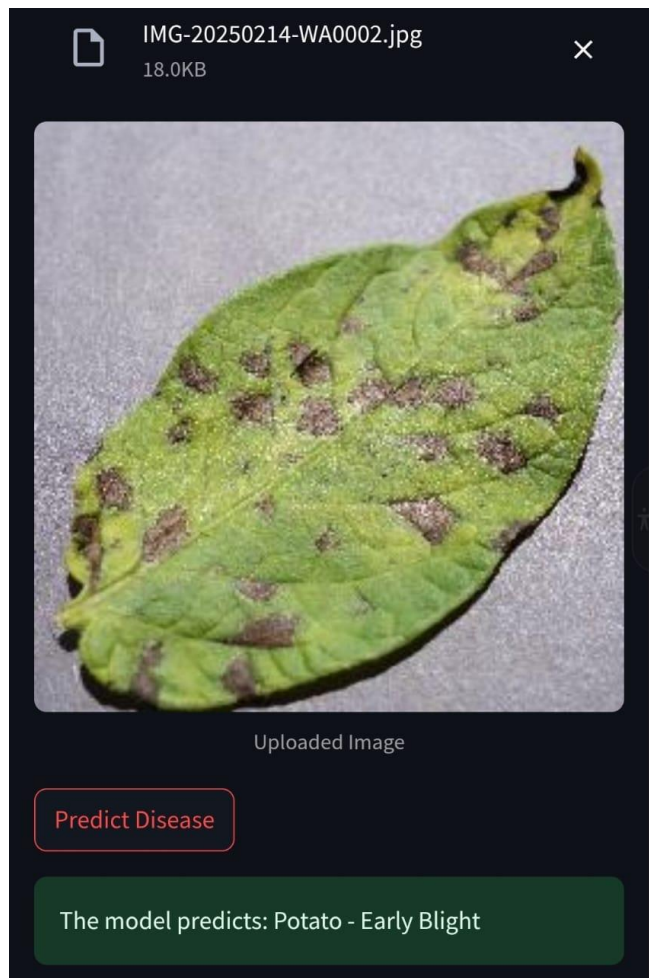 IMG-20250214-WA0002.jpg
18.0KB
Uploaded Image
Predict Disease
The model predicts: Potato - Early Blight